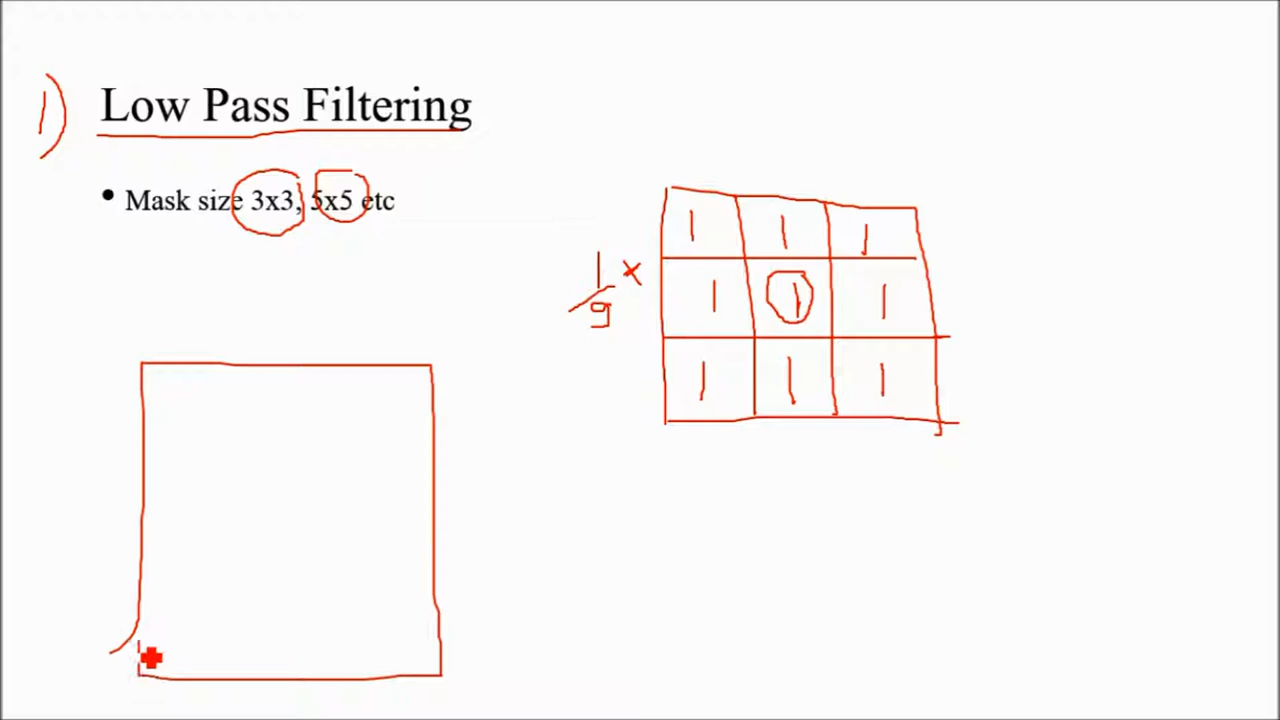 1) Low Pass Filtering
• Mask size 3x3, 5x5 etc
1 1 1
1/9 × 1 1 1
1 1 1